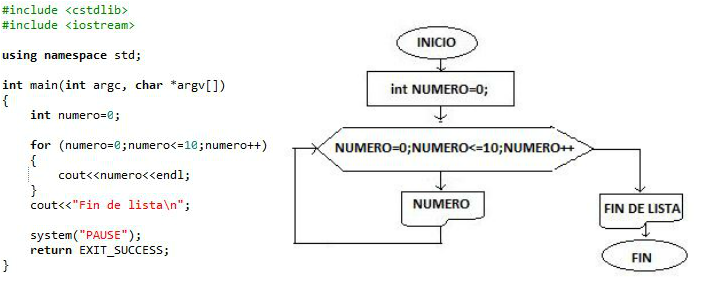 #include <cstdlib>
#include <iostream>
using namespace std;
int main(int argc, char *argv[])
{
int numero=0;
for (numero=0;numero<=10;numero++)
{
cout<<numero<<endl;
}
cout<<"Fin de lista\n";
system("PAUSE");
return EXIT_SUCCESS;
}
INICIO
int NUMERO=0;
NUMERO=0;NUMERO<=10;NUMERO++
NUMERO
FIN DE LISTA
FIN